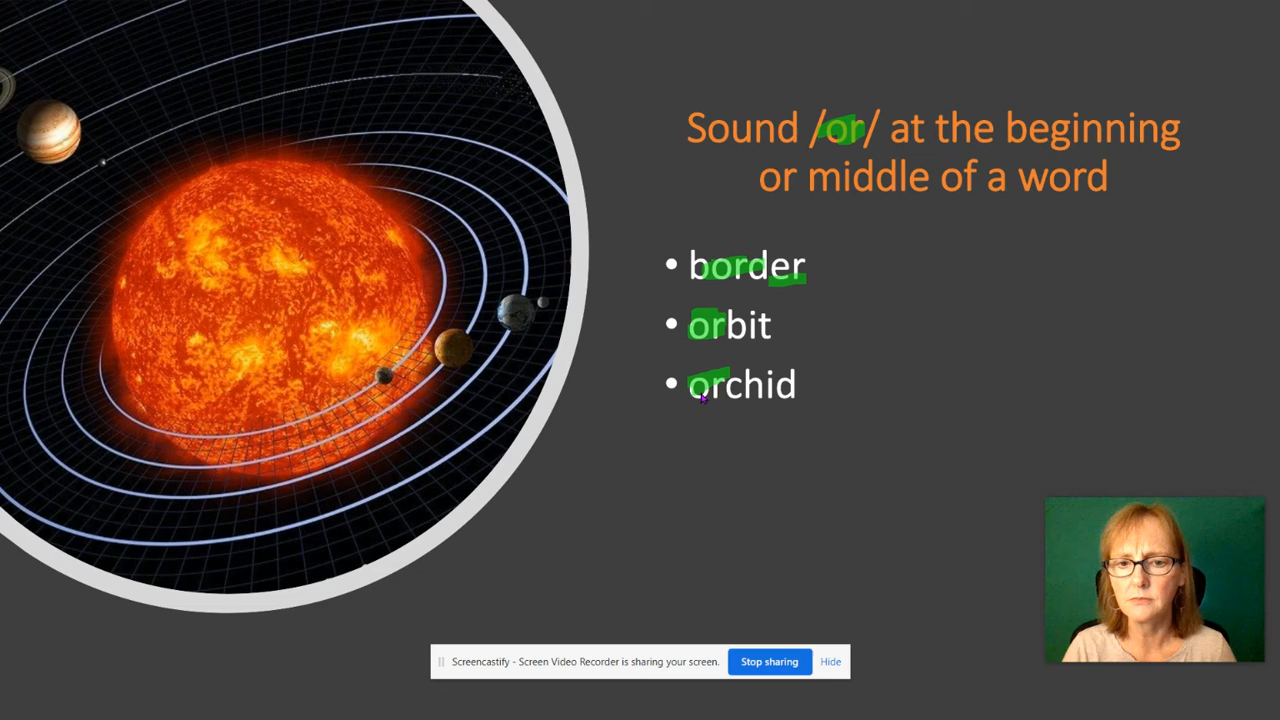 Sound /or/ at the beginning
or middle of a word
• border
• orbit
• orchid
Screencastify - Screen Video Recorder is sharing your screen.
Stop sharing
Hide